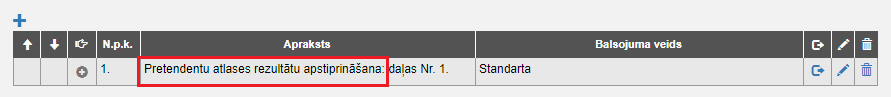 N.p.k. Apraksts Balsojuma veids
1. Pretendentu atlases rezultātu apstiprināšana: daļas Nr. 1. Standarta